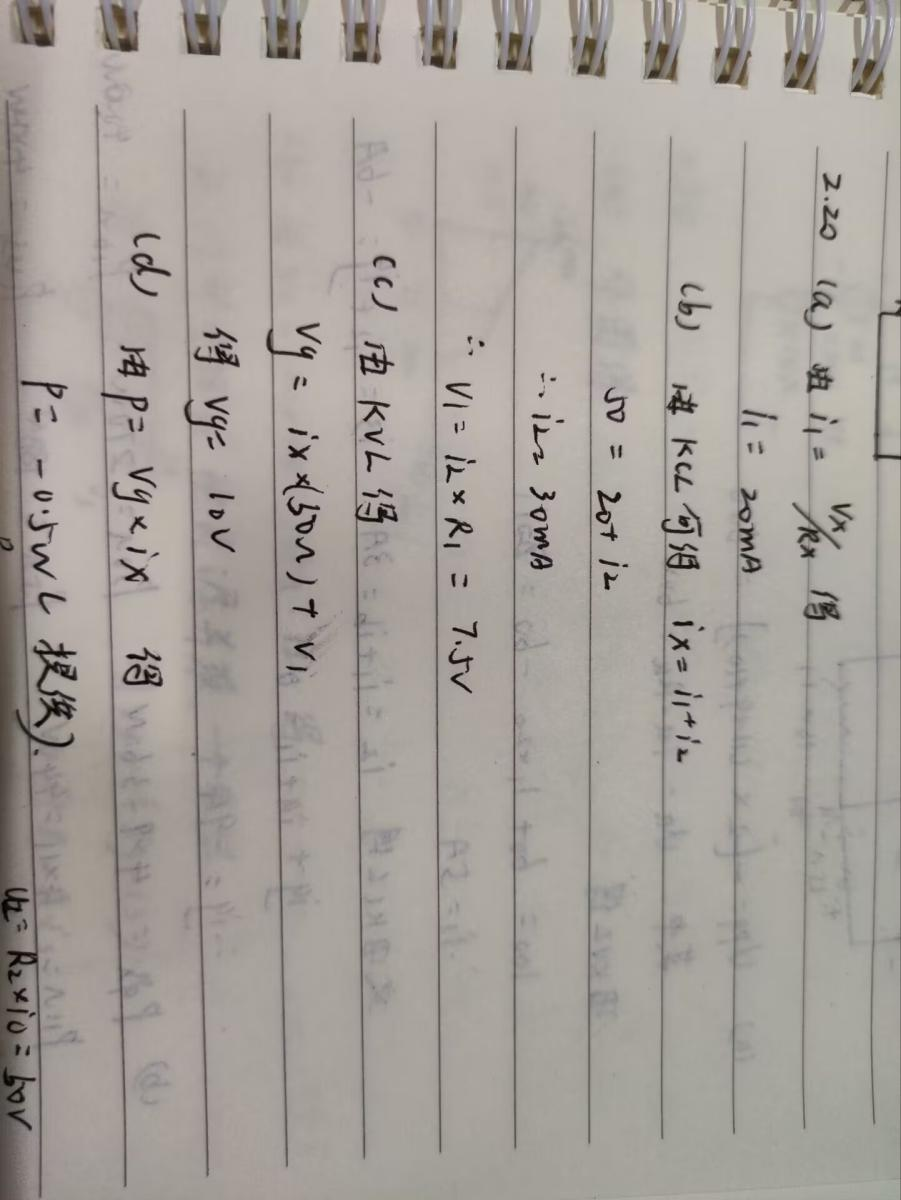 2.20 (a) 由 i₁ = Vx/Rx 得
i₁ = 20mA
(b) 由 KCL 可得 ix = i₁+i₂
50 = 20+i₂
∴ i₂= 30mA
∴ V₁ = i₂ × R₁ = 7.5V
(c) 由 KVL 得
Vg = ix×(50Ω) + V₁
得 Vg = 10V
(d) 由 P = Vg × ix 得
P = -0.5W (提供).
U₂ = R₂ × i₀ = 50V